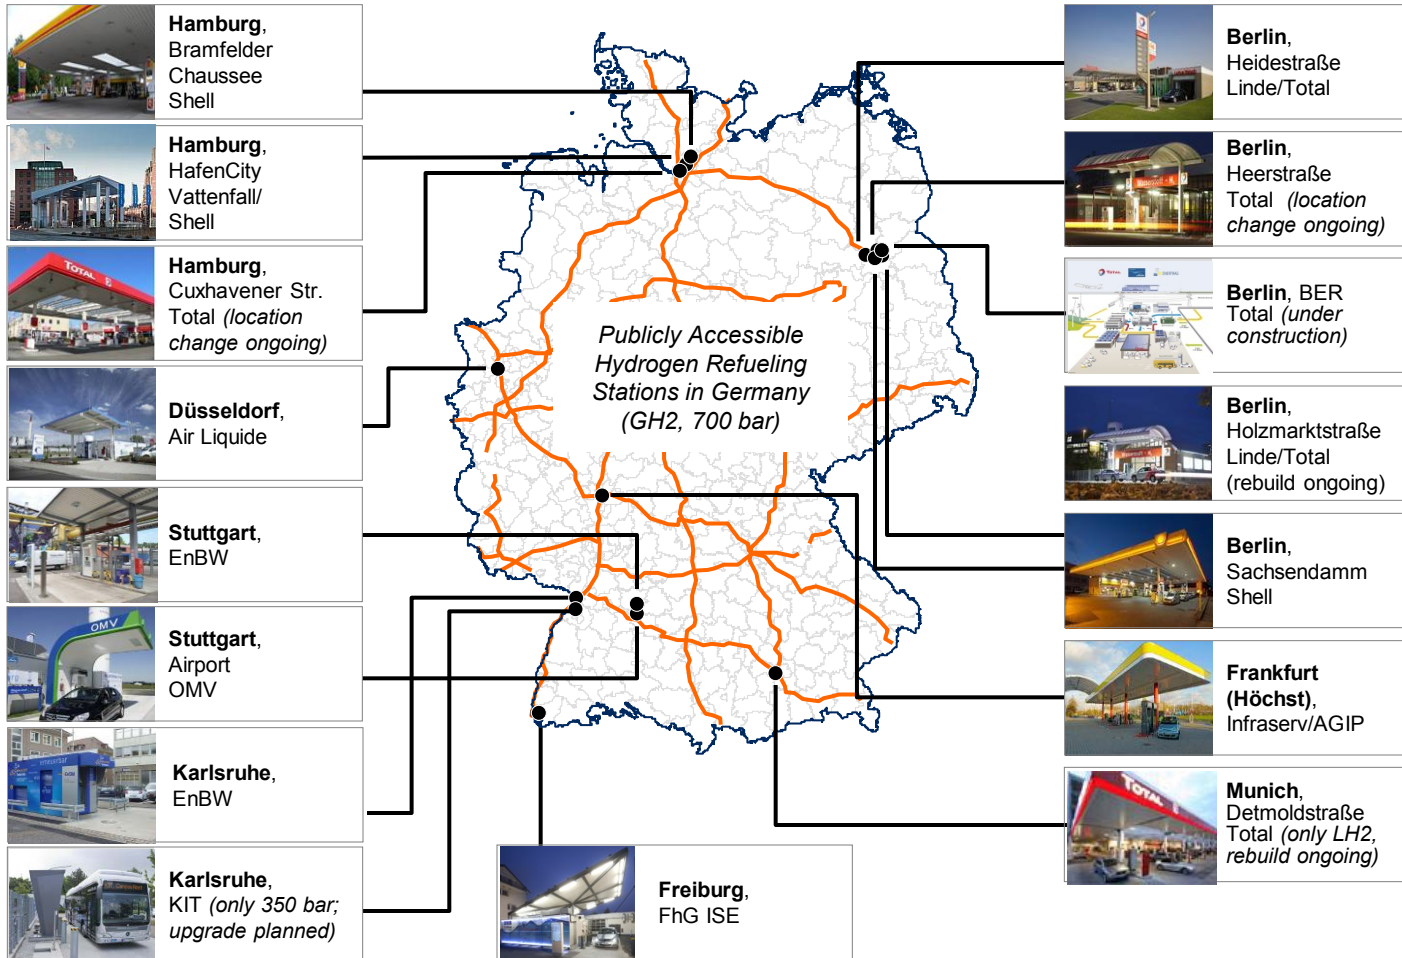 Hamburg,
Bramfelder
Chaussee
Shell
Hamburg,
HafenCity
Vattenfall/
Shell
Hamburg,
Cuxhavener Str.
Total (location
change ongoing)
TOTAL
Düsseldorf,
Air Liquide
Stuttgart,
EnBW
Stuttgart,
Airport
OMV
OMV
Karlsruhe,
EnBW
Karlsruhe,
KIT (only 350 bar;
upgrade planned)
Publicly Accessible
Hydrogen Refueling
Stations in Germany
(GH2, 700 bar)
Freiburg,
FhG ISE
Berlin,
Heidestraße
Linde/Total
Berlin,
Heerstraße
Total (location
change ongoing)
Berlin, BER
Total (under
construction)
Berlin,
Holzmarktstraße
Linde/Total
(rebuild ongoing)
Berlin,
Sachsendamm
Shell
Frankfurt
(Höchst),
Infraserv/AGIP
Munich,
Detmoldstraße
Total (only LH2,
rebuild ongoing)
TOTAL